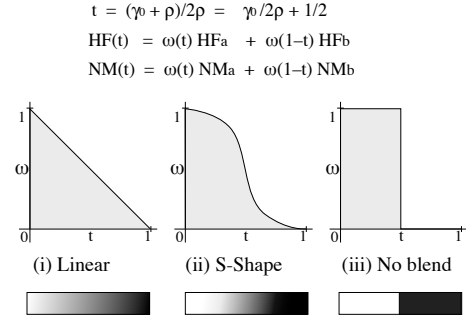 t = (γ₀ + ρ)/2ρ = γ₀/2ρ + 1/2
HF(t) = ω(t) HFa + ω(1–t) HFb
NM(t) = ω(t) NMa + ω(1–t) NMb
1 1 1
ω ω ω
0 t 1 0 t 1 0 t 1
(i) Linear (ii) S-Shape (iii) No blend